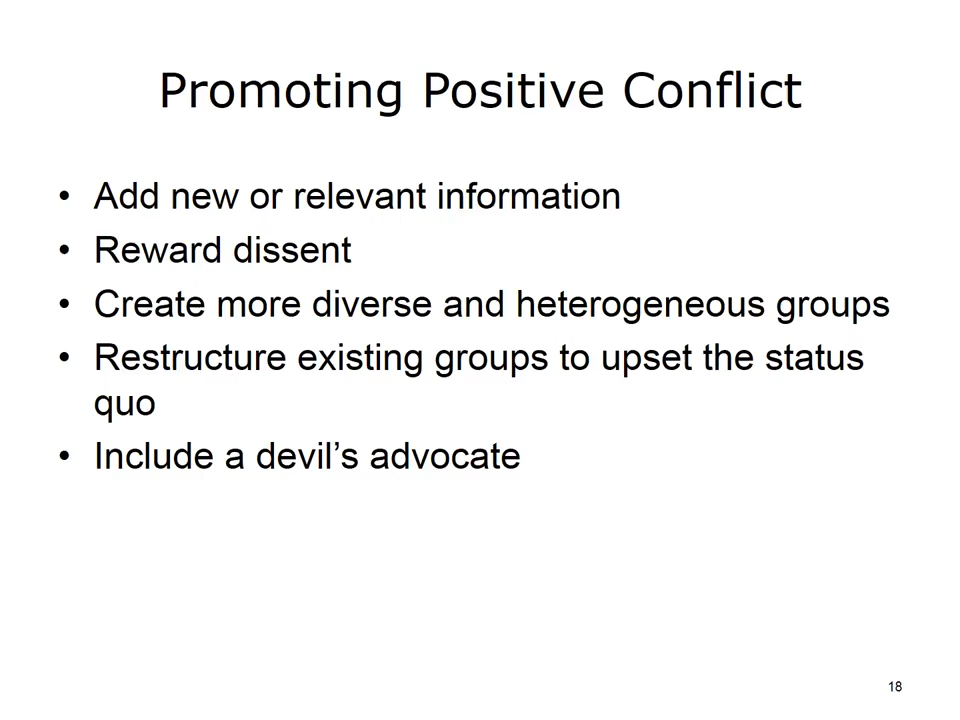 Promoting Positive Conflict
• Add new or relevant information
• Reward dissent
• Create more diverse and heterogeneous groups
• Restructure existing groups to upset the status
quo
• Include a devil’s advocate
18